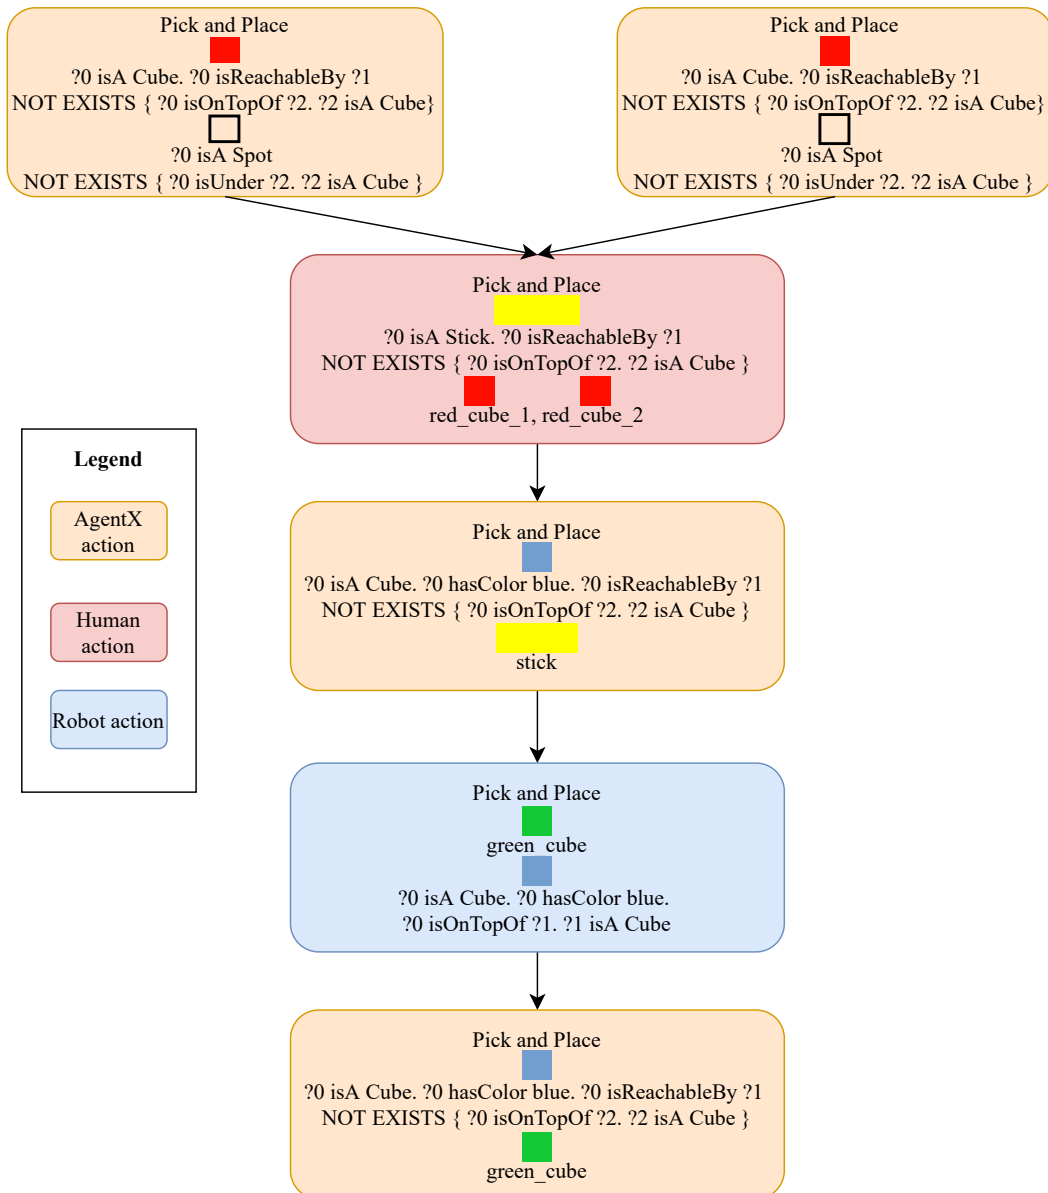 Pick and Place
?0 isA Cube. ?0 isReachableBy ?1
NOT EXISTS { ?0 isOnTopOf ?2. ?2 isA Cube}
?0 isA Spot
NOT EXISTS { ?0 isUnder ?2. ?2 isA Cube }
Pick and Place
?0 isA Cube. ?0 isReachableBy ?1
NOT EXISTS { ?0 isOnTopOf ?2. ?2 isA Cube}
?0 isA Spot
NOT EXISTS { ?0 isUnder ?2. ?2 isA Cube }
Pick and Place
?0 isA Stick. ?0 isReachableBy ?1
NOT EXISTS { ?0 isOnTopOf ?2. ?2 isA Cube }
red_cube_1, red_cube_2
Legend
AgentX
action
Human
action
Robot action
Pick and Place
?0 isA Cube. ?0 hasColor blue. ?0 isReachableBy ?1
NOT EXISTS { ?0 isOnTopOf ?2. ?2 isA Cube }
stick
Pick and Place
green_cube
?0 isA Cube. ?0 hasColor blue.
?0 isOnTopOf ?1. ?1 isA Cube
Pick and Place
?0 isA Cube. ?0 hasColor blue. ?0 isReachableBy ?1
NOT EXISTS { ?0 isOnTopOf ?2. ?2 isA Cube }
green_cube